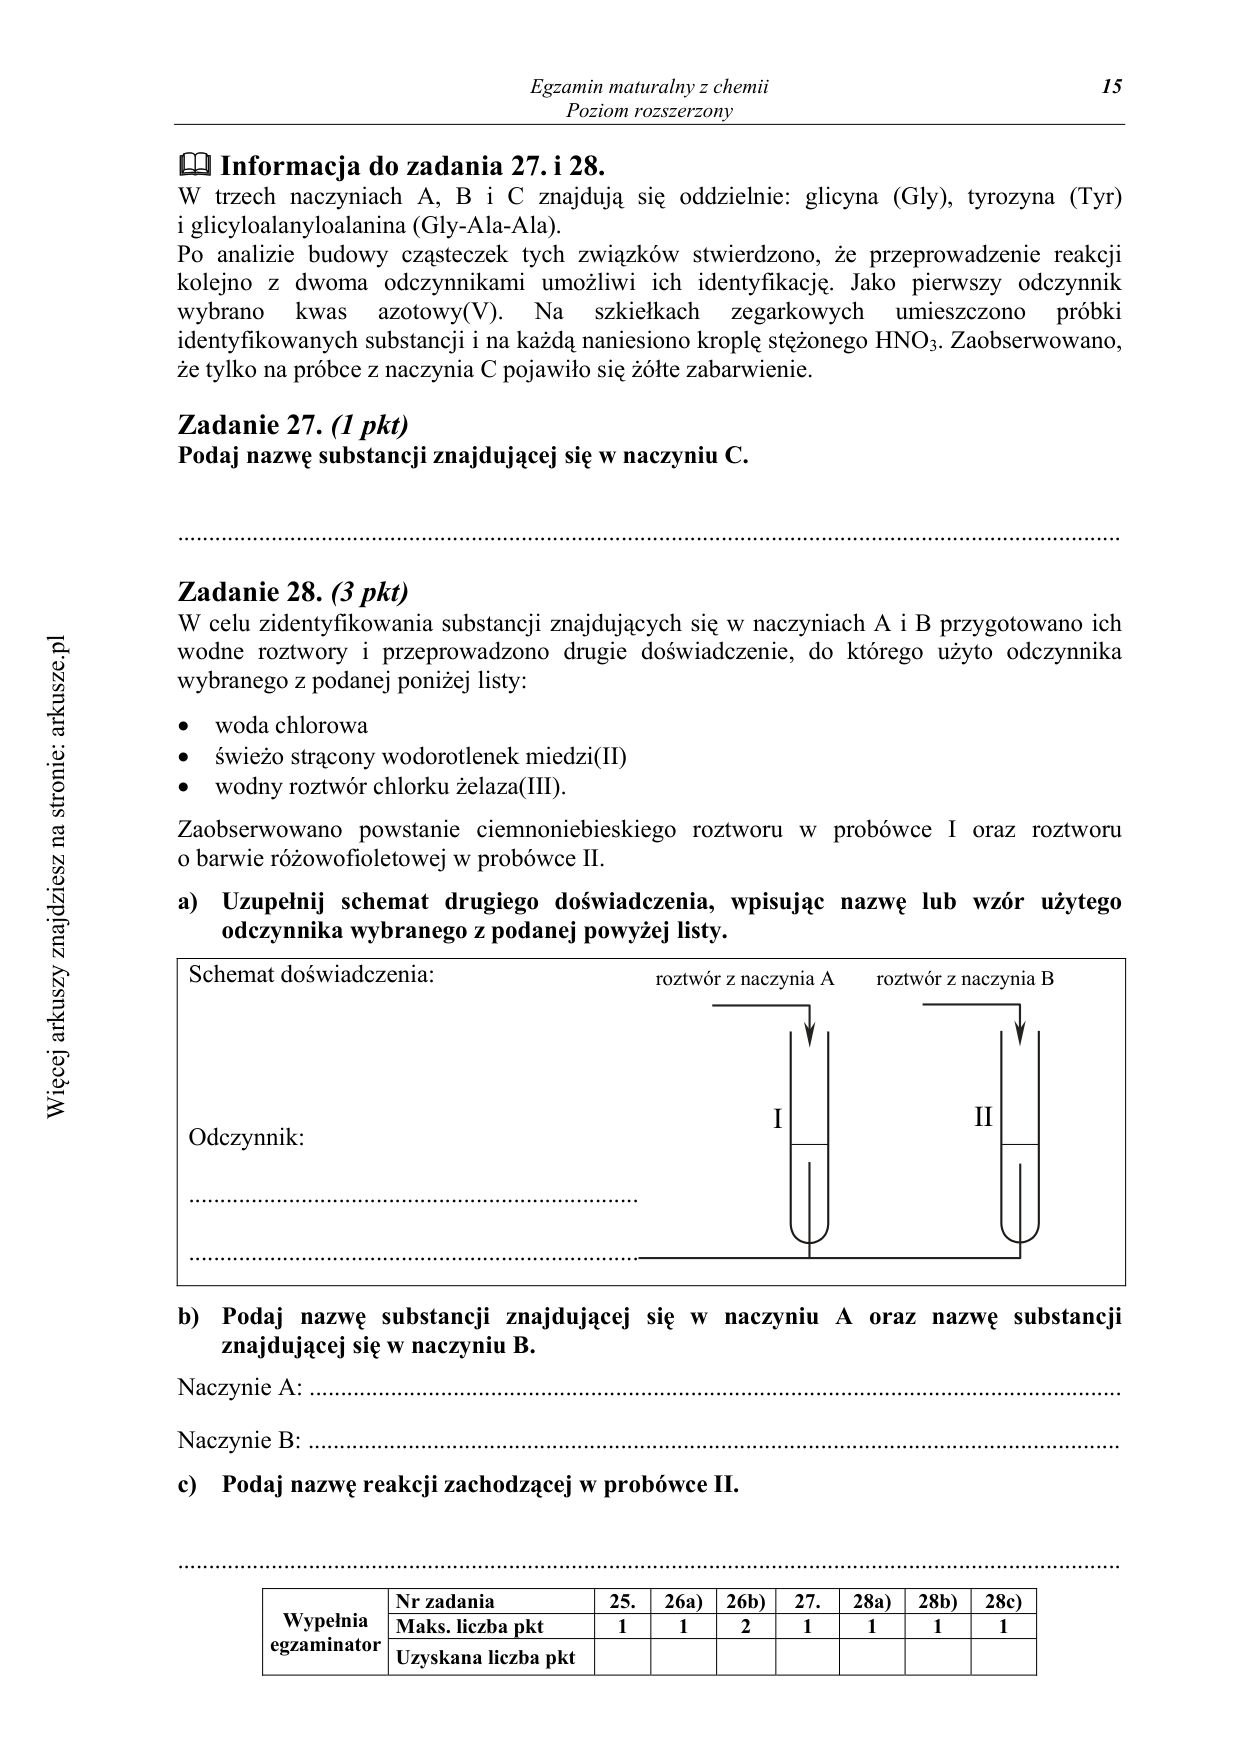 Egzamin maturalny z chemii
Poziom rozszerzony
15
Informacja do zadania 27. i 28.
W trzech naczyniach A, B i C znajdują się oddzielnie: glicyna (Gly), tyrozyna (Tyr)
i glicyloalanyloalanina (Gly-Ala-Ala).
Po analizie budowy cząsteczek tych związków stwierdzono, że przeprowadzenie reakcji
kolejno z dwoma odczynnikami umożliwi ich identyfikację. Jako pierwszy odczynnik
wybrano kwas azotowy(V). Na szkiełkach zegarkowych umieszczono próbki
identyfikowanych substancji i na każdą naniesiono kroplę stężonego HNO₃. Zaobserwowano,
że tylko na próbce z naczynia C pojawiło się żółte zabarwienie.
Zadanie 27. (1 pkt)
Podaj nazwę substancji znajdującej się w naczyniu C.
Zadanie 28. (3 pkt)
W celu zidentyfikowania substancji znajdujących się w naczyniach A i B przygotowano ich
wodne roztwory i przeprowadzono drugie doświadczenie, do którego użyto odczynnika
wybranego z podanej poniżej listy:
• woda chlorowa
• świeżo strącony wodorotlenek miedzi(II)
• wodny roztwór chlorku żelaza(III).
Zaobserwowano powstanie ciemnoniebieskiego roztworu w probówce I oraz roztworu
o barwie różowofioletowej w probówce II.
a) Uzupełnij schemat drugiego doświadczenia, wpisując nazwę lub wzór użytego
odczynnika wybranego z podanej powyżej listy.
Schemat doświadczenia:
roztwór z naczynia A roztwór z naczynia B
I II
Odczynnik:
b) Podaj nazwę substancji znajdującej się w naczyniu A oraz nazwę substancji
znajdującej się w naczyniu B.
Naczynie A:
Naczynie B:
c) Podaj nazwę reakcji zachodzącej w probówce II.
Wypełnia egzaminator
Nr zadania 25. 26a) 26b) 27. 28a) 28b) 28c)
Maks. liczba pkt 1 1 2 1 1 1 1
Uzyskana liczba pkt
Więcej arkuszy znajdziesz na stronie: arkusze.pl